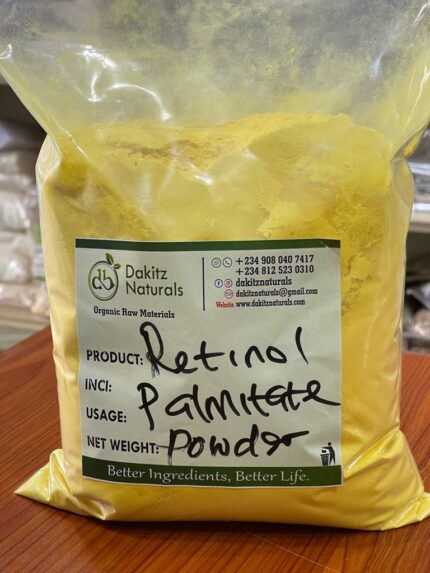 db
Dakitz
Naturals
Organic Raw Materials
+234 908 040 7417
+234 812 523 0310
dakitznaturals
dakitznaturals@gmail.com
Website. www.dakitznaturals.com
PRODUCT: Retinol
INCI:
USAGE: Palmitate
NET WEIGHT: Powder
Better Ingredients, Better Life.